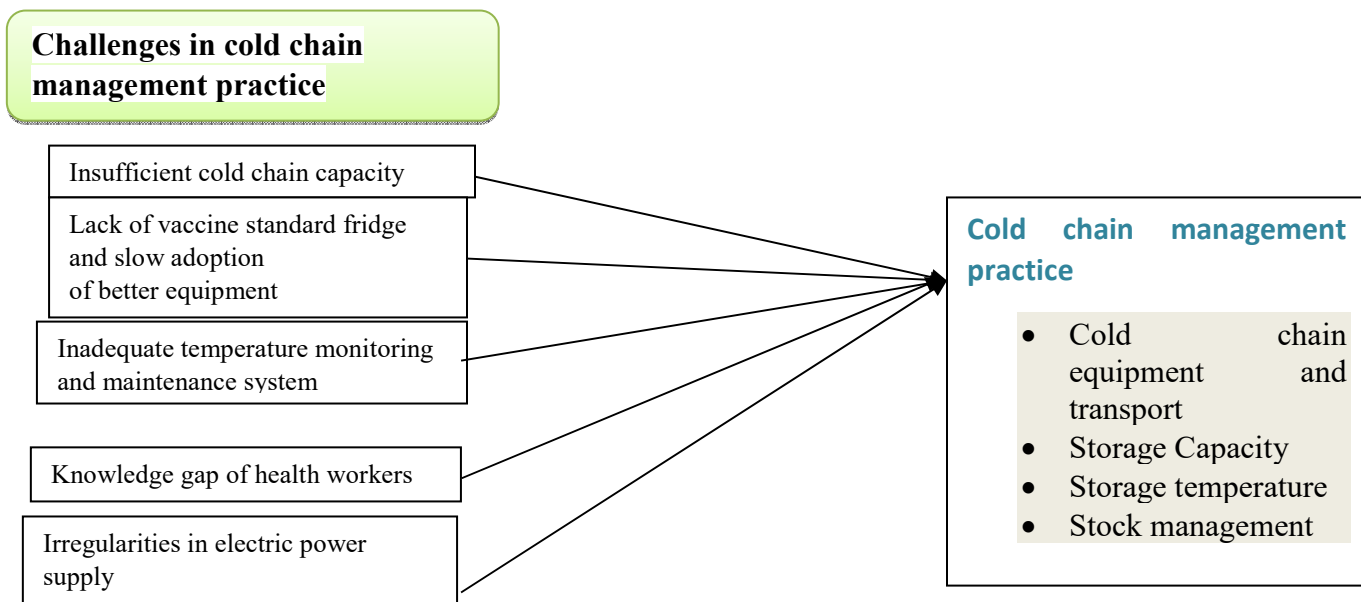 Challenges in cold chain
management practice
Insufficient cold chain capacity
Lack of vaccine standard fridge
and slow adoption
of better equipment
Inadequate temperature monitoring
and maintenance system
Knowledge gap of health workers
Irregularities in electric power
supply
Cold chain management
practice
• Cold chain
equipment and
transport
• Storage Capacity
• Storage temperature
• Stock management